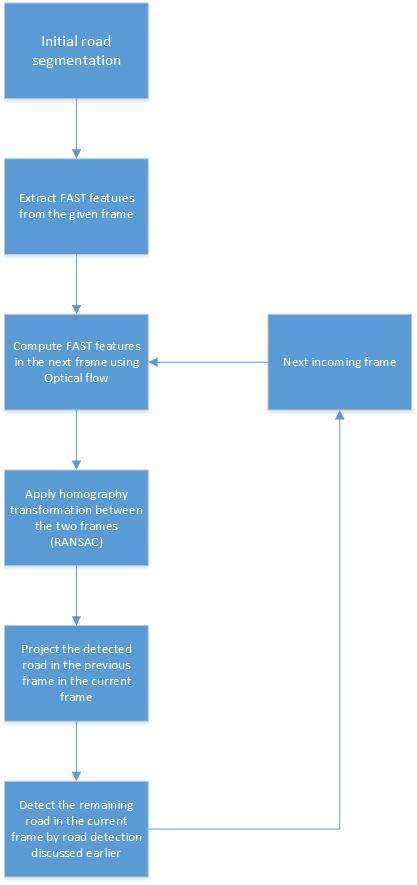 Initial road
segmentation
Extract FAST features
from the given frame
Compute FAST features
in the next frame using
Optical flow
Next incoming frame
Apply homography
transformation between
the two frames
(RANSAC)
Project the detected
road in the previous
frame in the current
frame
Detect the remaining
road in the current
frame by road detection
discussed earlier